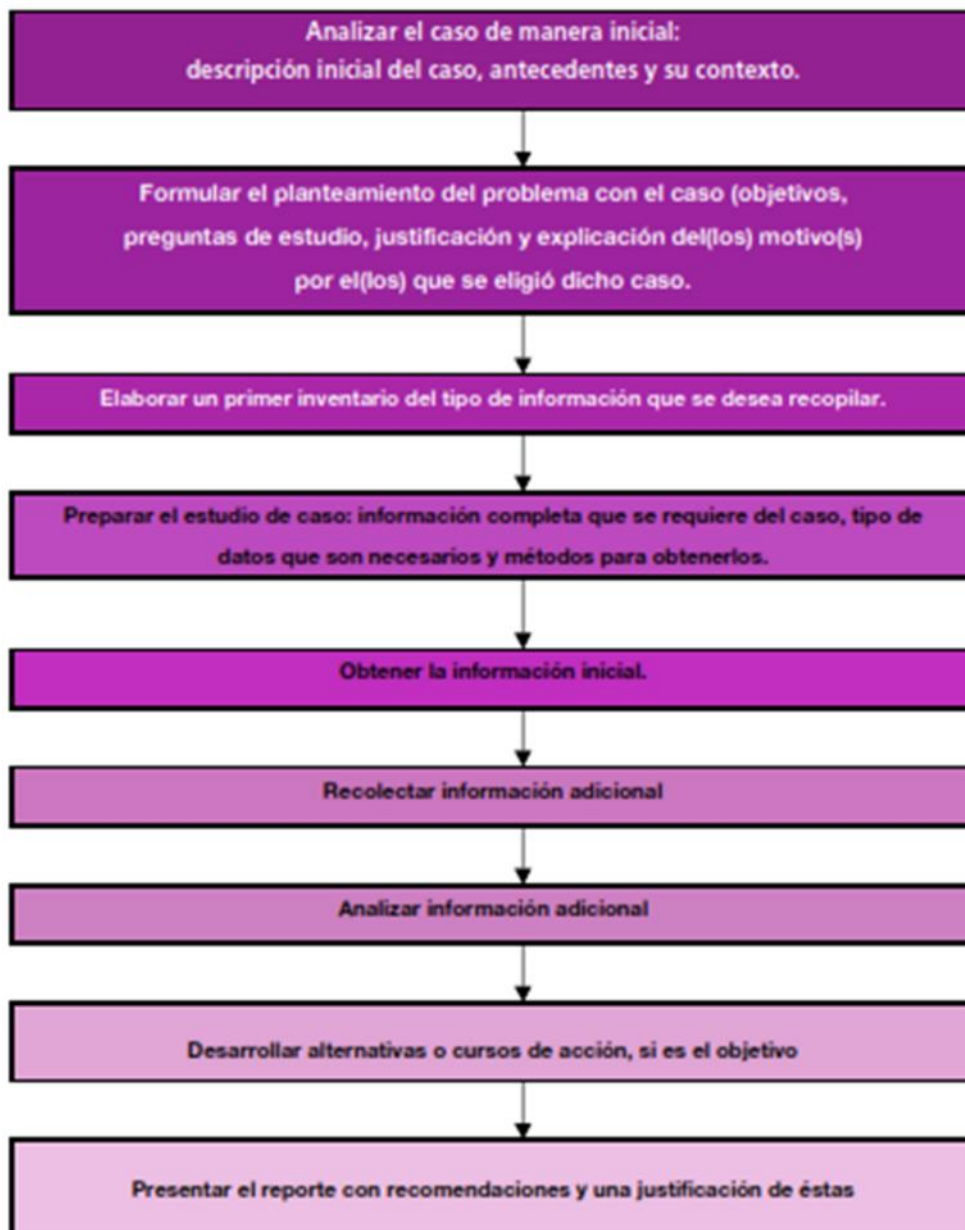 Analizar el caso de manera inicial:
descripción inicial del caso, antecedentes y su contexto.
Formular el planteamiento del problema con el caso (objetivos,
preguntas de estudio, justificación y explicación del(los) motivo(s)
por el(los) que se eligió dicho caso.
Elaborar un primer inventario del tipo de información que se desea recopilar.
Preparar el estudio de caso: información completa que se requiere del caso, tipo de
datos que son necesarios y métodos para obtenerlos.
Obtener la información inicial.
Recolectar información adicional
Analizar información adicional
Desarrollar alternativas o cursos de acción, si es el objetivo
Presentar el reporte con recomendaciones y una justificación de éstas